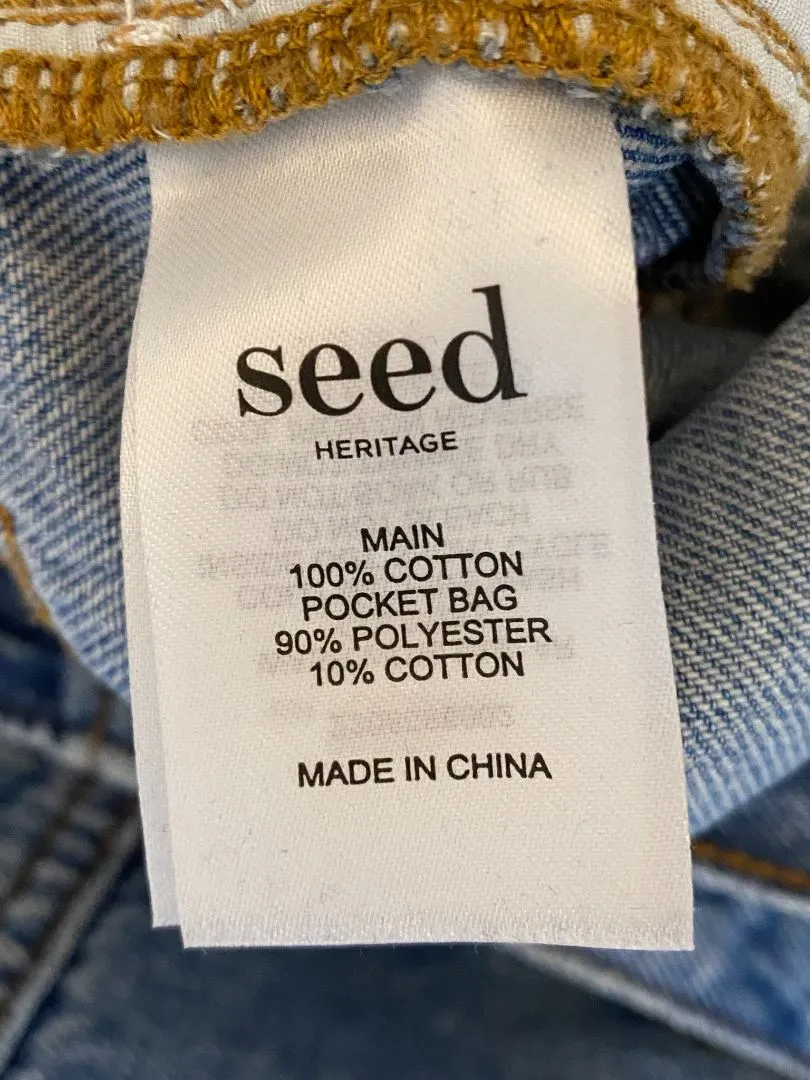 seed
HERITAGE
MAIN
100% COTTON
POCKET BAG
90% POLYESTER
10% COTTON
MADE IN CHINA